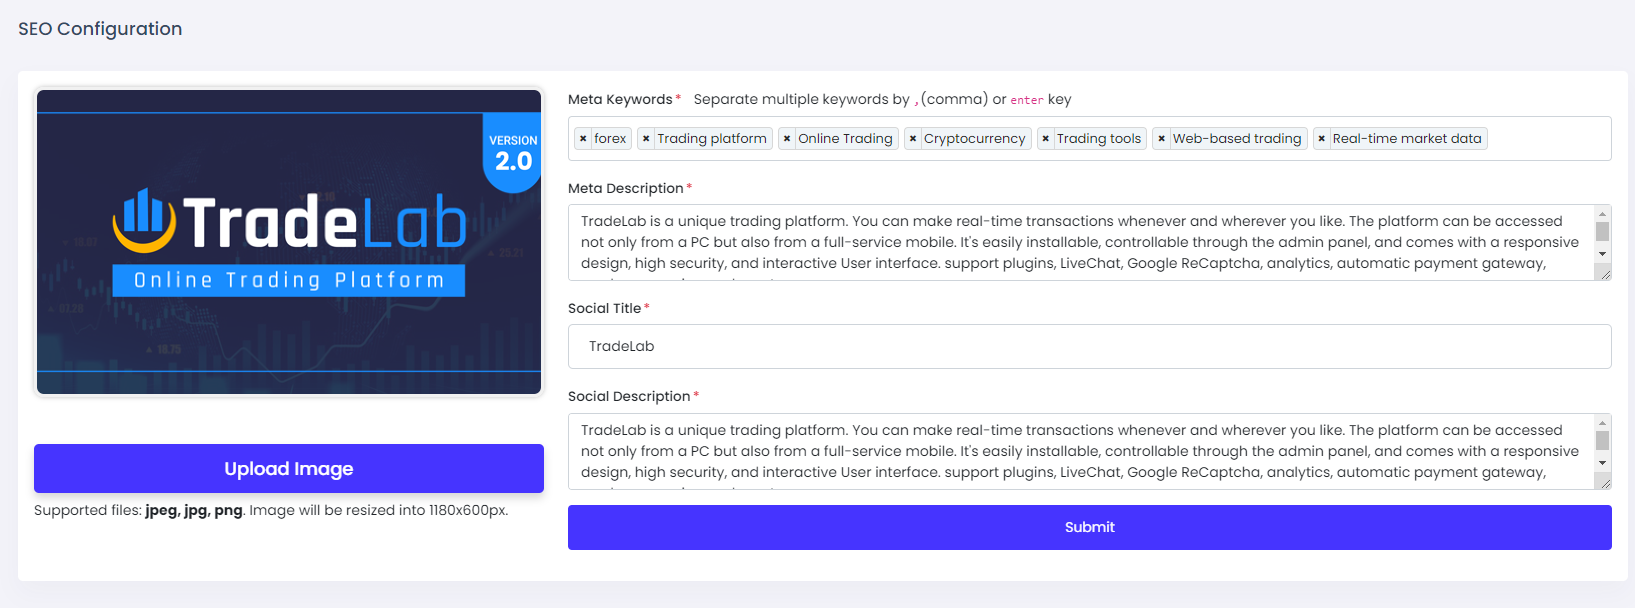 SEO Configuration
VERSION
2.0
TradeLab
Online Trading Platform
Upload Image
Supported files: jpeg, jpg, png. Image will be resized into 1180x600px.
Meta Keywords* Separate multiple keywords by ,(comma) or enter key
× forex × Trading platform × Online Trading × Cryptocurrency × Trading tools × Web-based trading × Real-time market data
Meta Description*
TradeLab is a unique trading platform. You can make real-time transactions whenever and wherever you like. The platform can be accessed
not only from a PC but also from a full-service mobile. It's easily installable, controllable through the admin panel, and comes with a responsive
design, high security, and interactive User interface. support plugins, LiveChat, Google ReCaptcha, analytics, automatic payment gateway,
Social Title*
TradeLab
Social Description*
TradeLab is a unique trading platform. You can make real-time transactions whenever and wherever you like. The platform can be accessed
not only from a PC but also from a full-service mobile. It's easily installable, controllable through the admin panel, and comes with a responsive
design, high security, and interactive User interface. support plugins, LiveChat, Google ReCaptcha, analytics, automatic payment gateway,
Submit